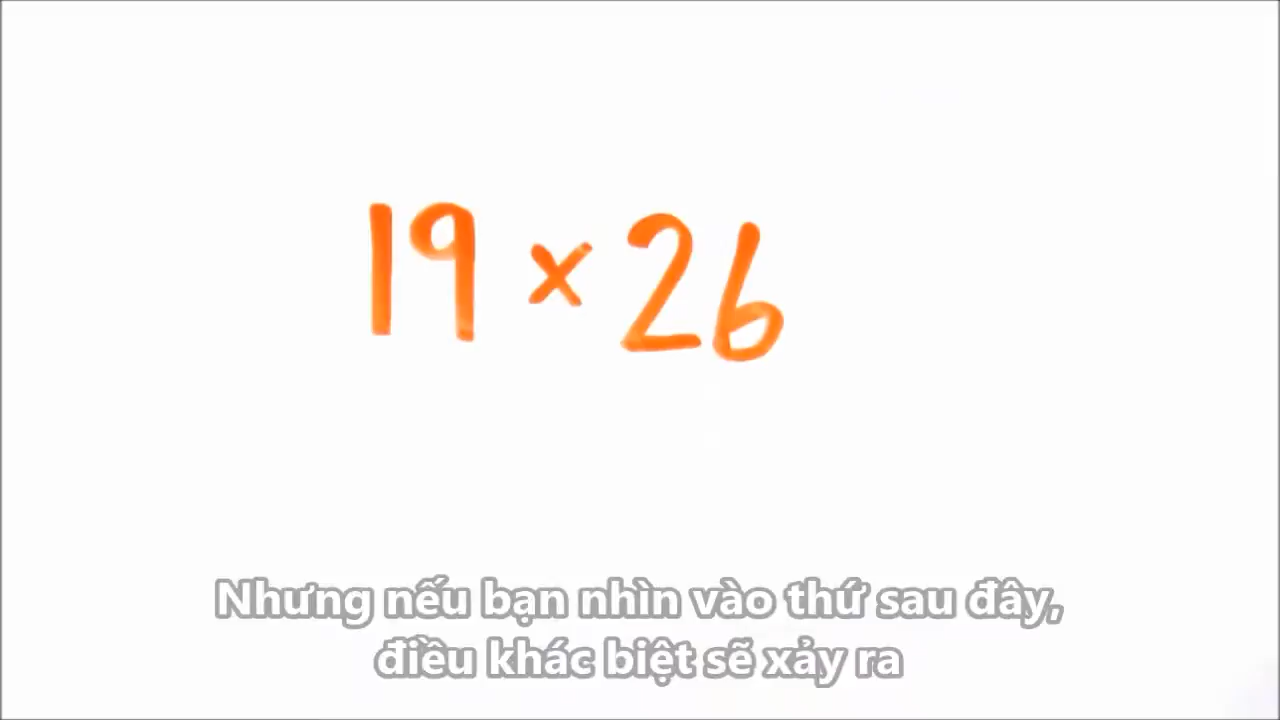 19 × 26
Nhưng nếu bạn nhìn vào thứ sau đây,
điều khác biệt sẽ xảy ra